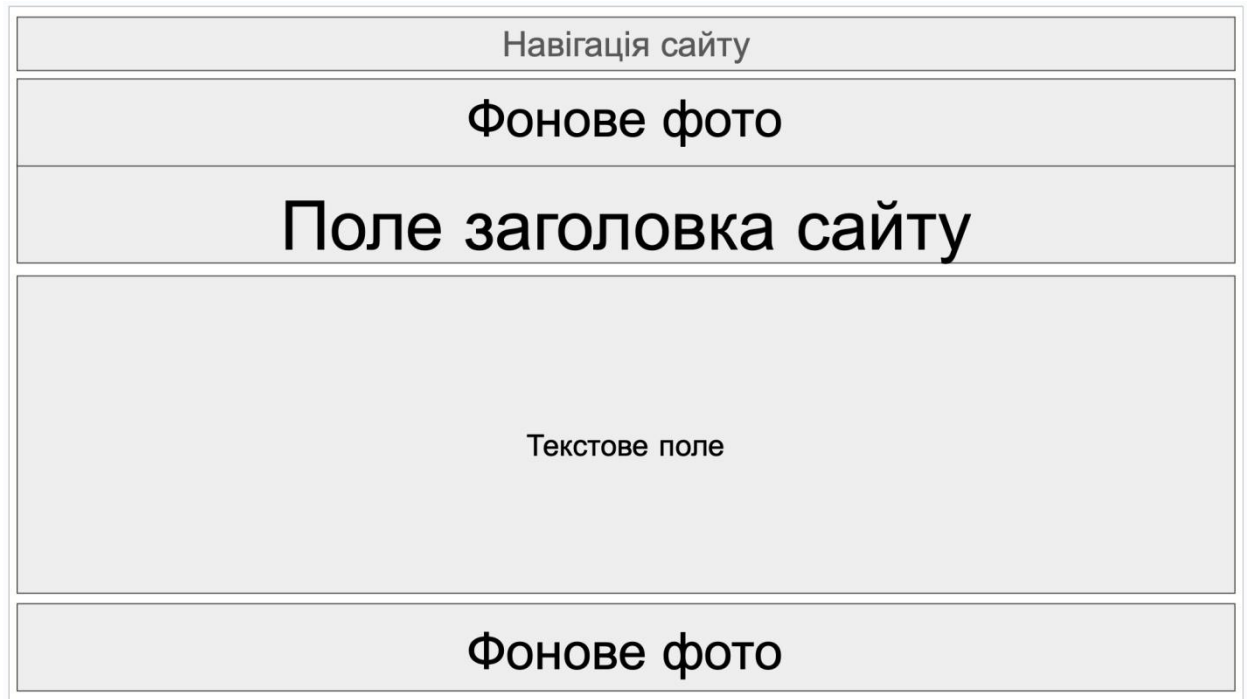 Навігація сайту
Фонове фото
Поле заголовка сайту
Текстове поле
Фонове фото